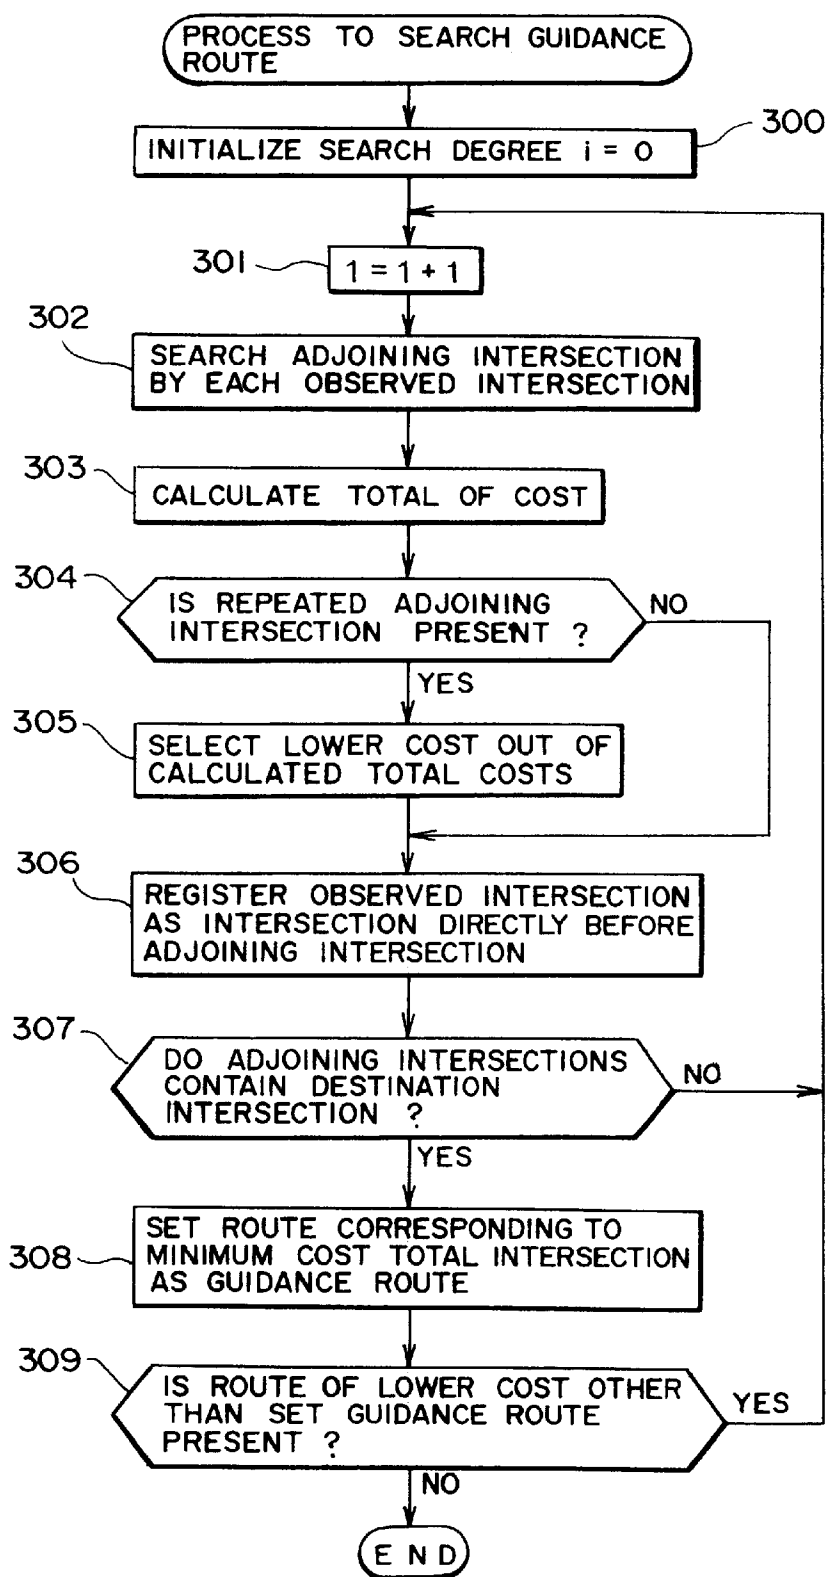 PROCESS TO SEARCH GUIDANCE
ROUTE
300
INITIALIZE SEARCH DEGREE i = 0
301
1 = 1 + 1
302
SEARCH ADJOINING INTERSECTION
BY EACH OBSERVED INTERSECTION
303
CALCULATE TOTAL OF COST
304
IS REPEATED ADJOINING
INTERSECTION PRESENT ?
NO
YES
305
SELECT LOWER COST OUT OF
CALCULATED TOTAL COSTS
306
REGISTER OBSERVED INTERSECTION
AS INTERSECTION DIRECTLY BEFORE
ADJOINING INTERSECTION
307
DO ADJOINING INTERSECTIONS
CONTAIN DESTINATION
INTERSECTION ?
NO
YES
308
SET ROUTE CORRESPONDING TO
MINIMUM COST TOTAL INTERSECTION
AS GUIDANCE ROUTE
309
IS ROUTE OF LOWER COST OTHER
THAN SET GUIDANCE ROUTE
PRESENT ?
YES
NO
END